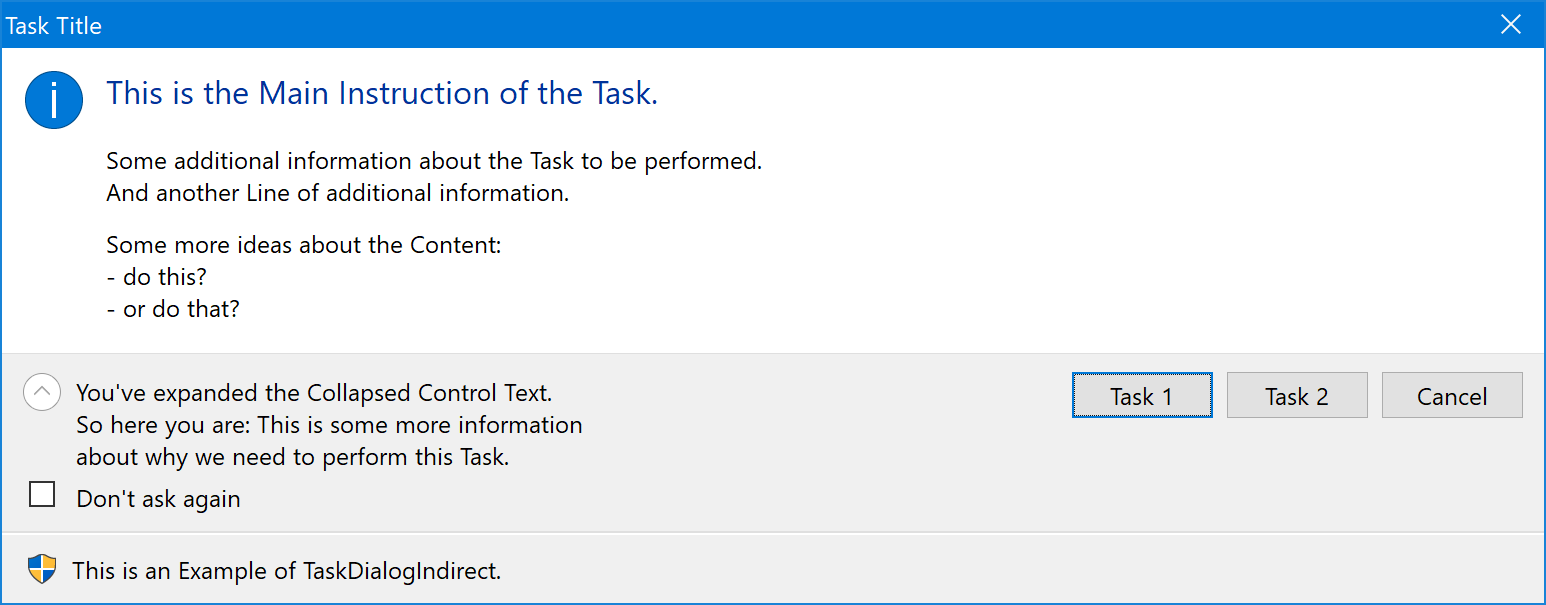 Task Title
This is the Main Instruction of the Task.
Some additional information about the Task to be performed.
And another Line of additional information.
Some more ideas about the Content:
- do this?
- or do that?
You've expanded the Collapsed Control Text.
So here you are: This is some more information
about why we need to perform this Task.
Task 1
Task 2
Cancel
Don't ask again
This is an Example of TaskDialogIndirect.